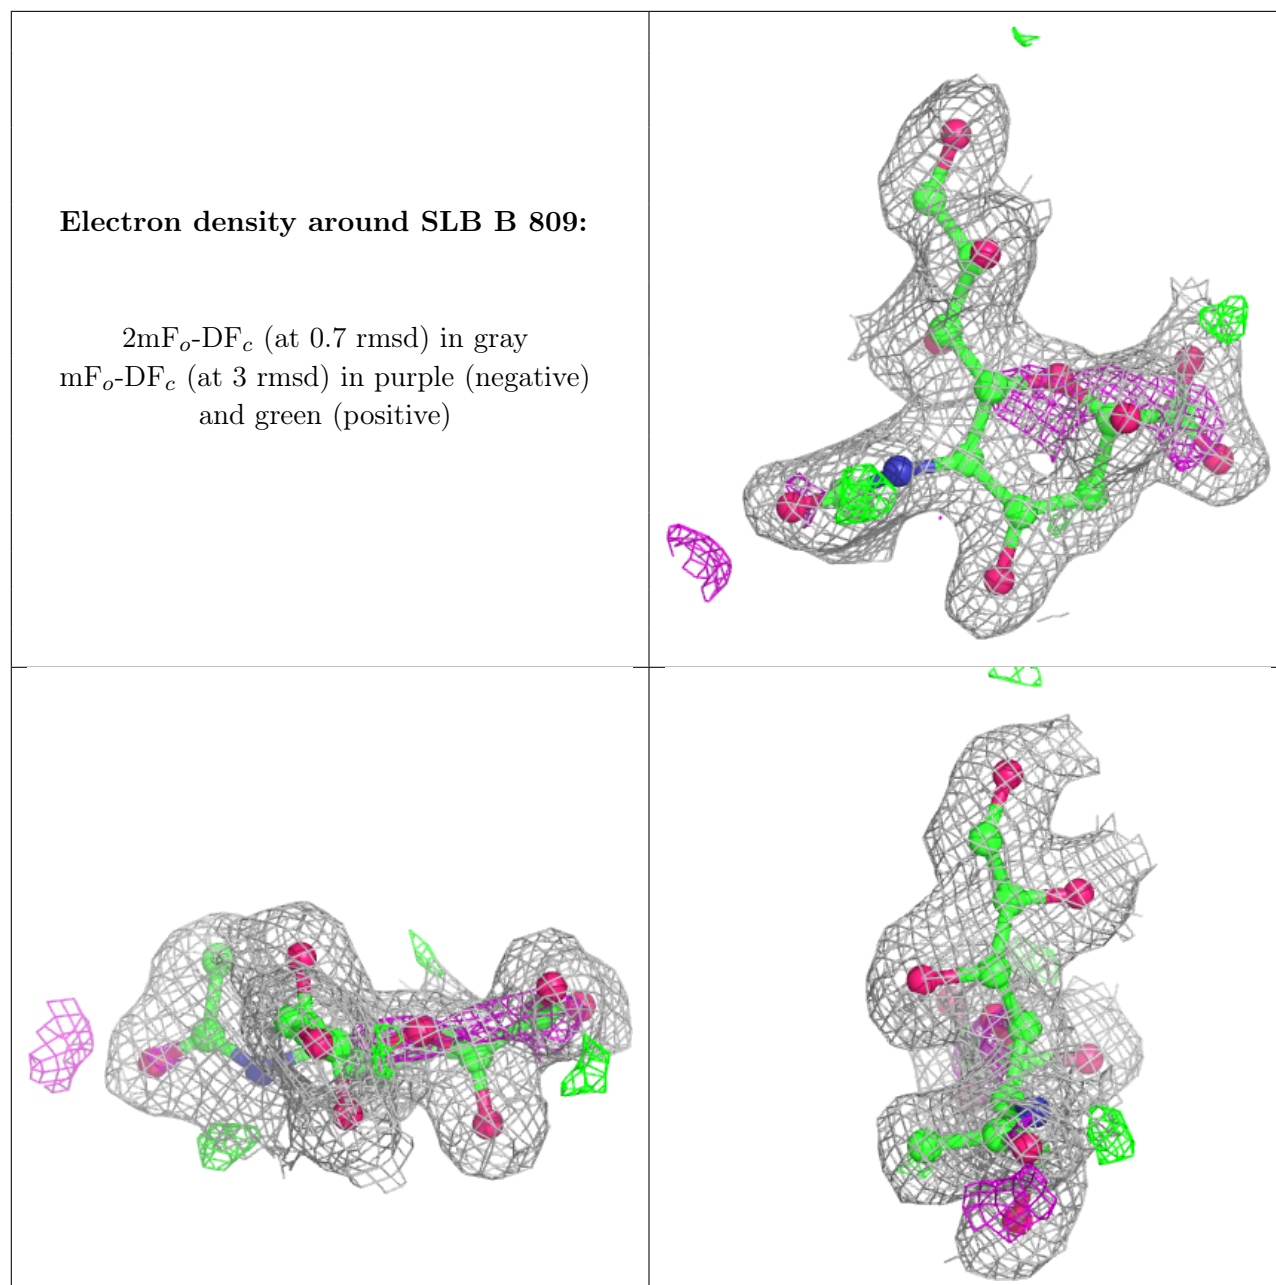 Electron density around SLB B 809:
2mFo-DFc (at 0.7 rmsd) in gray
mFo-DFc (at 3 rmsd) in purple (negative)
and green (positive)